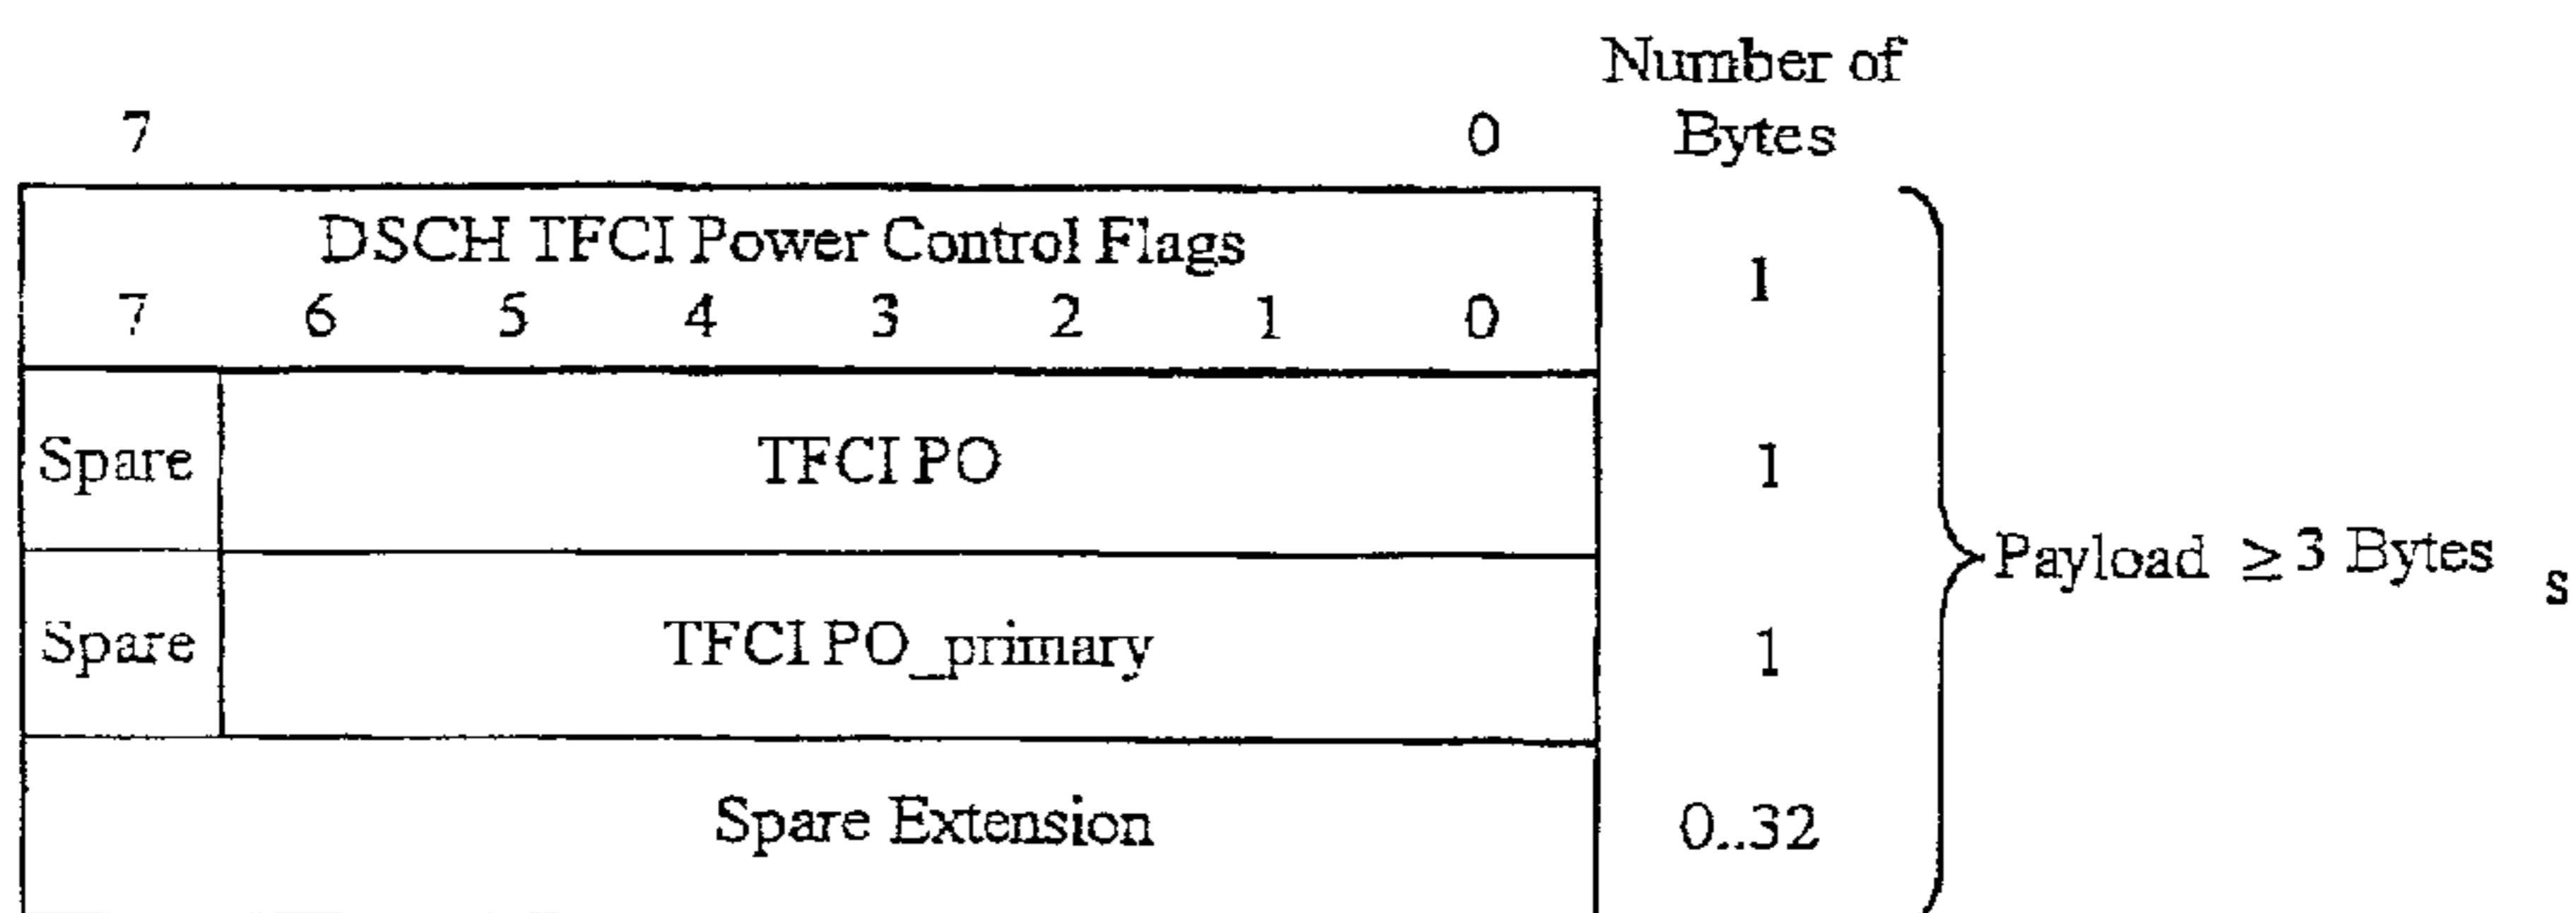 Number of
Bytes
7 0
DSCH TFCI Power Control Flags
7 6 5 4 3 2 1 0
1
Spare TFCI PO 1
Payload ≥ 3 Bytes s
Spare TFCI PO_primary 1
Spare Extension 0..32